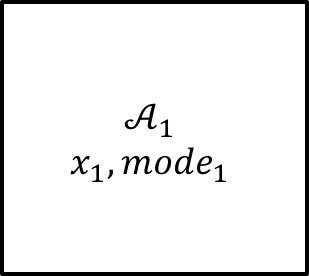 𝒜₁
x₁, mode₁